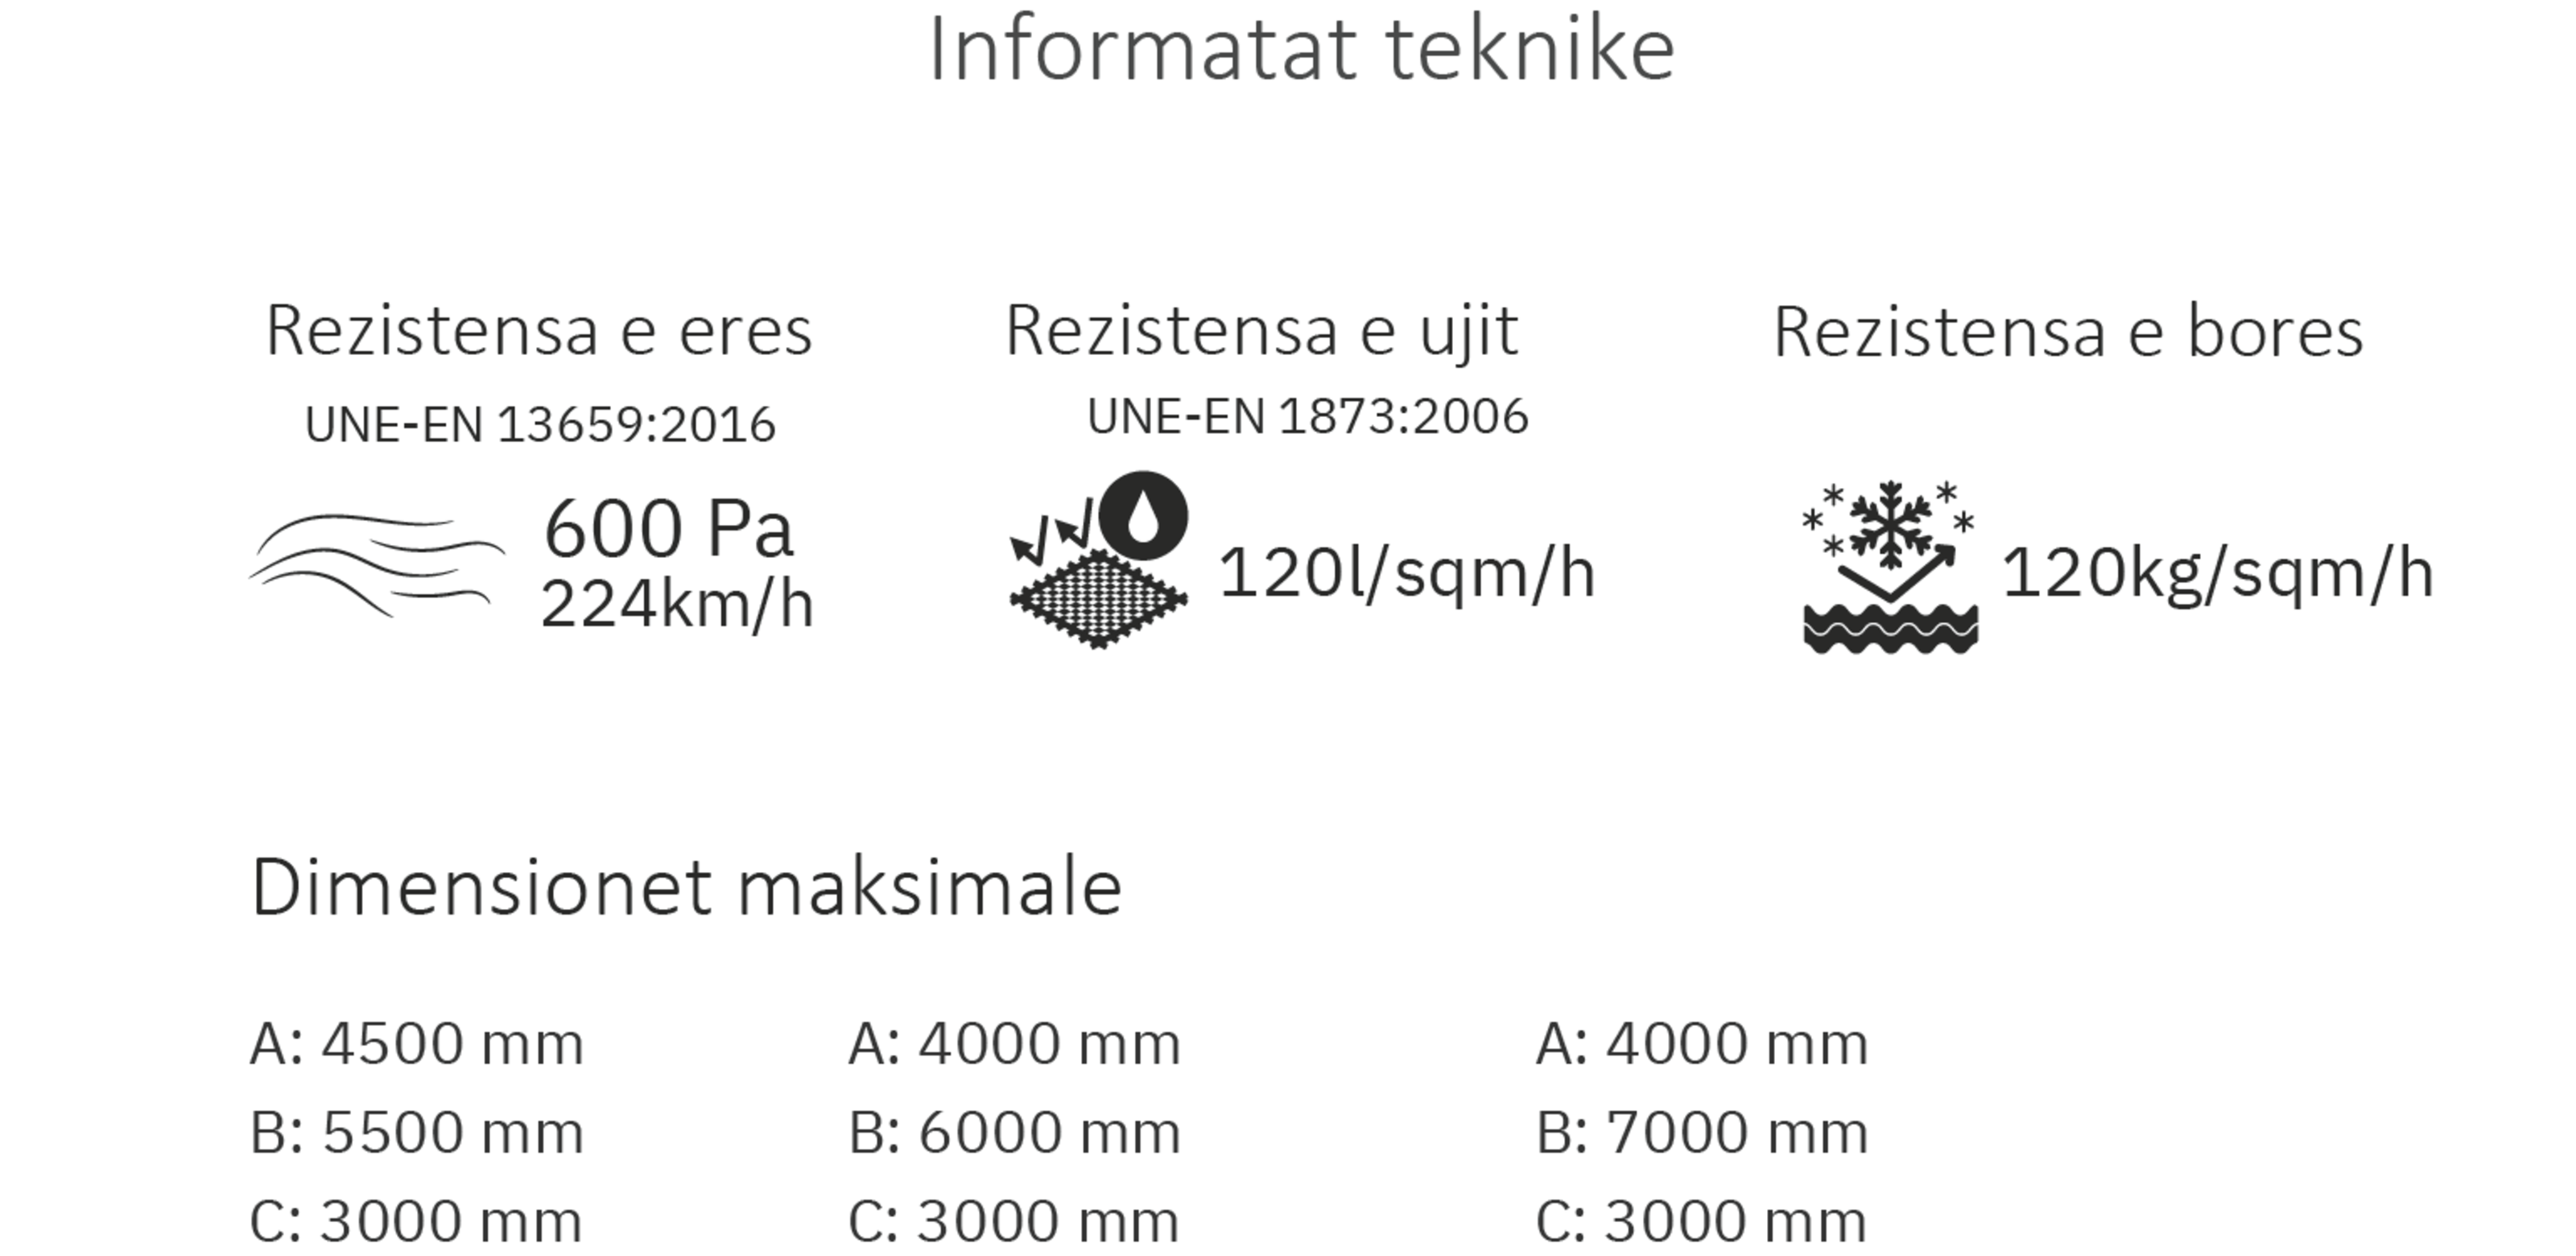 Informatat teknike
Rezistensa e eres
UNE-EN 13659:2016
600 Pa
224km/h
Rezistensa e ujit
UNE-EN 1873:2006
120l/sqm/h
Rezistensa e bores
120kg/sqm/h
Dimensionet maksimale
A: 4500 mm
B: 5500 mm
C: 3000 mm
A: 4000 mm
B: 6000 mm
C: 3000 mm
A: 4000 mm
B: 7000 mm
C: 3000 mm